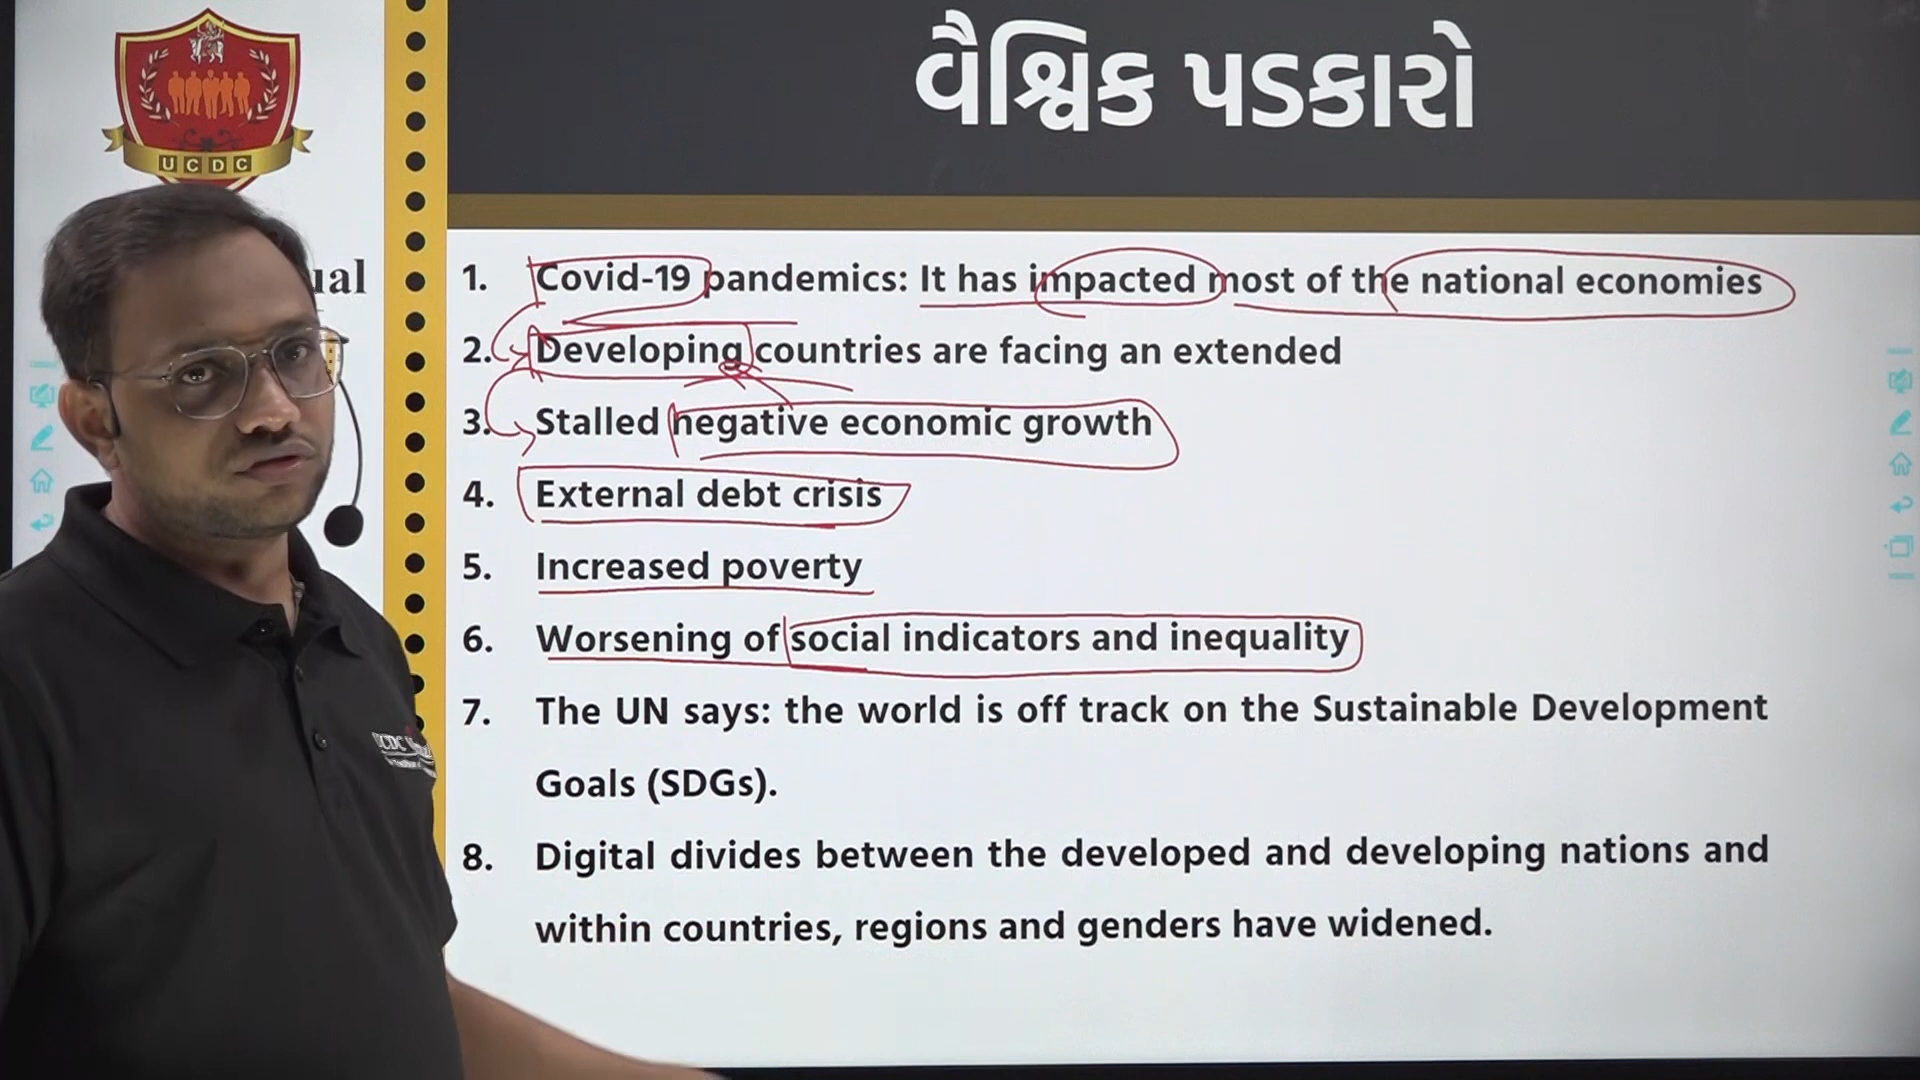 UCDC
ual
વૈશ્વિક પડકારો
1. Covid-19 pandemics: It has impacted most of the national economies
2. Developing countries are facing an extended
3. Stalled negative economic growth
4. External debt crisis
5. Increased poverty
6. Worsening of social indicators and inequality
7. The UN says: the world is off track on the Sustainable Development
Goals (SDGs).
8. Digital divides between the developed and developing nations and
within countries, regions and genders have widened.
UCDC